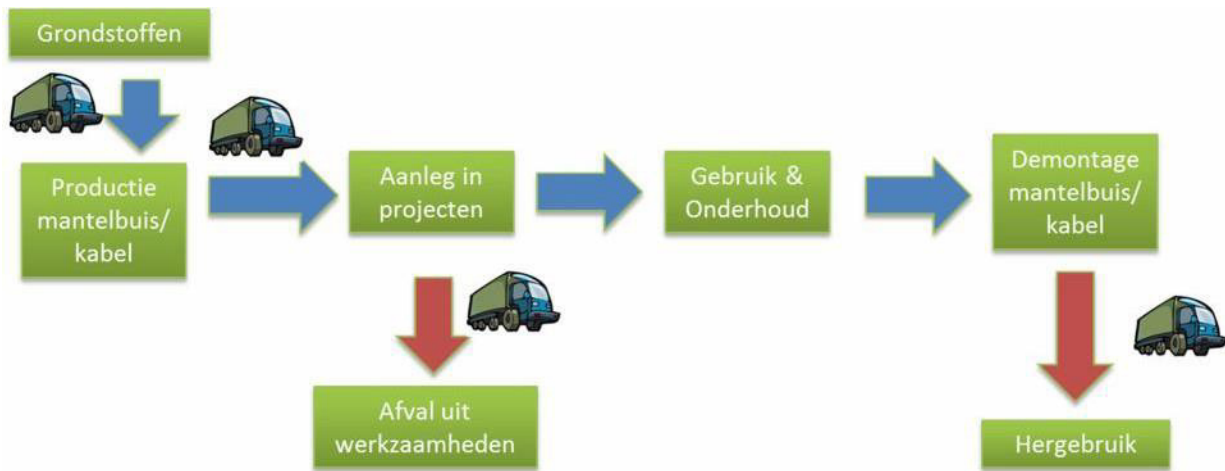 Grondstoffen
Productie
mantelbuis/
kabel
Aanleg in
projecten
Gebruik &
Onderhoud
Demontage
mantelbuis/
kabel
Afval uit
werkzaamheden
Hergebruik